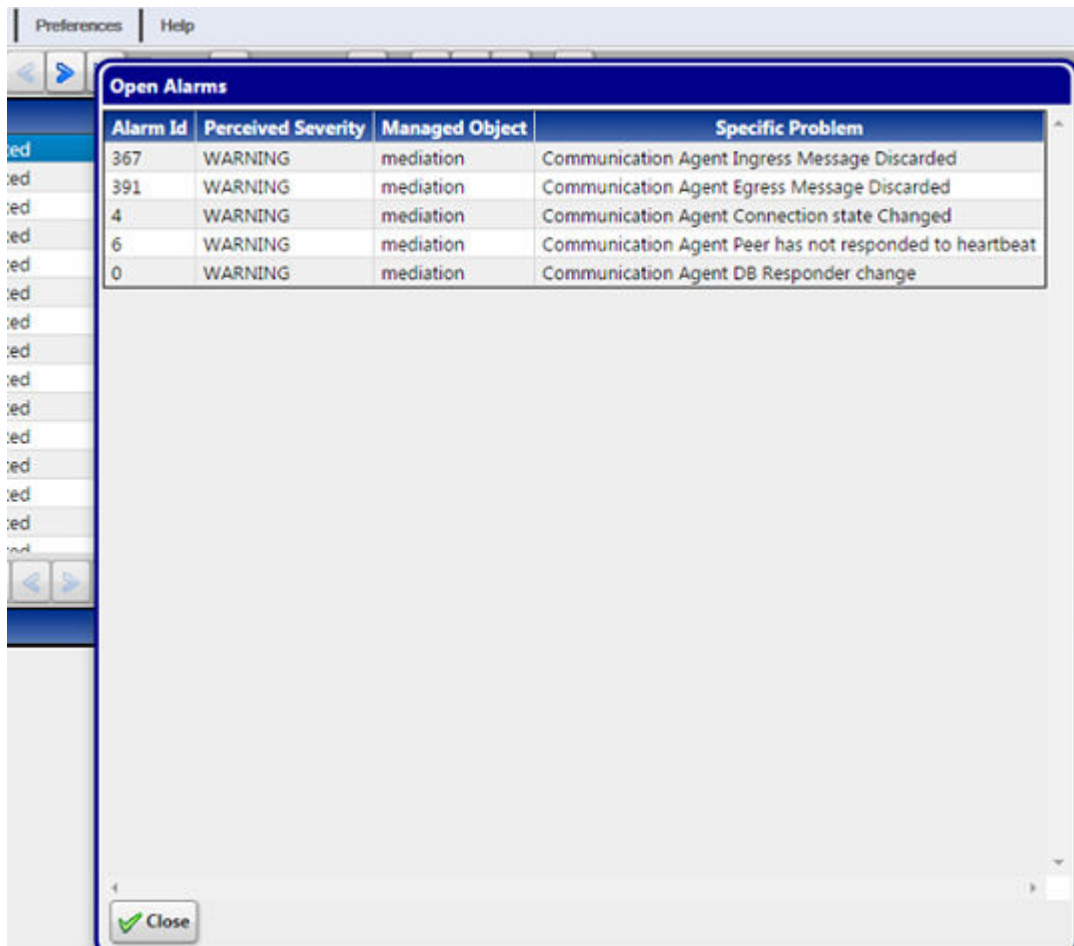 Preferences Help
Open Alarms
Alarm Id Perceived Severity Managed Object Specific Problem
367 WARNING mediation Communication Agent Ingress Message Discarded
391 WARNING mediation Communication Agent Egress Message Discarded
4 WARNING mediation Communication Agent Connection state Changed
6 WARNING mediation Communication Agent Peer has not responded to heartbeat
0 WARNING mediation Communication Agent DB Responder change
Close